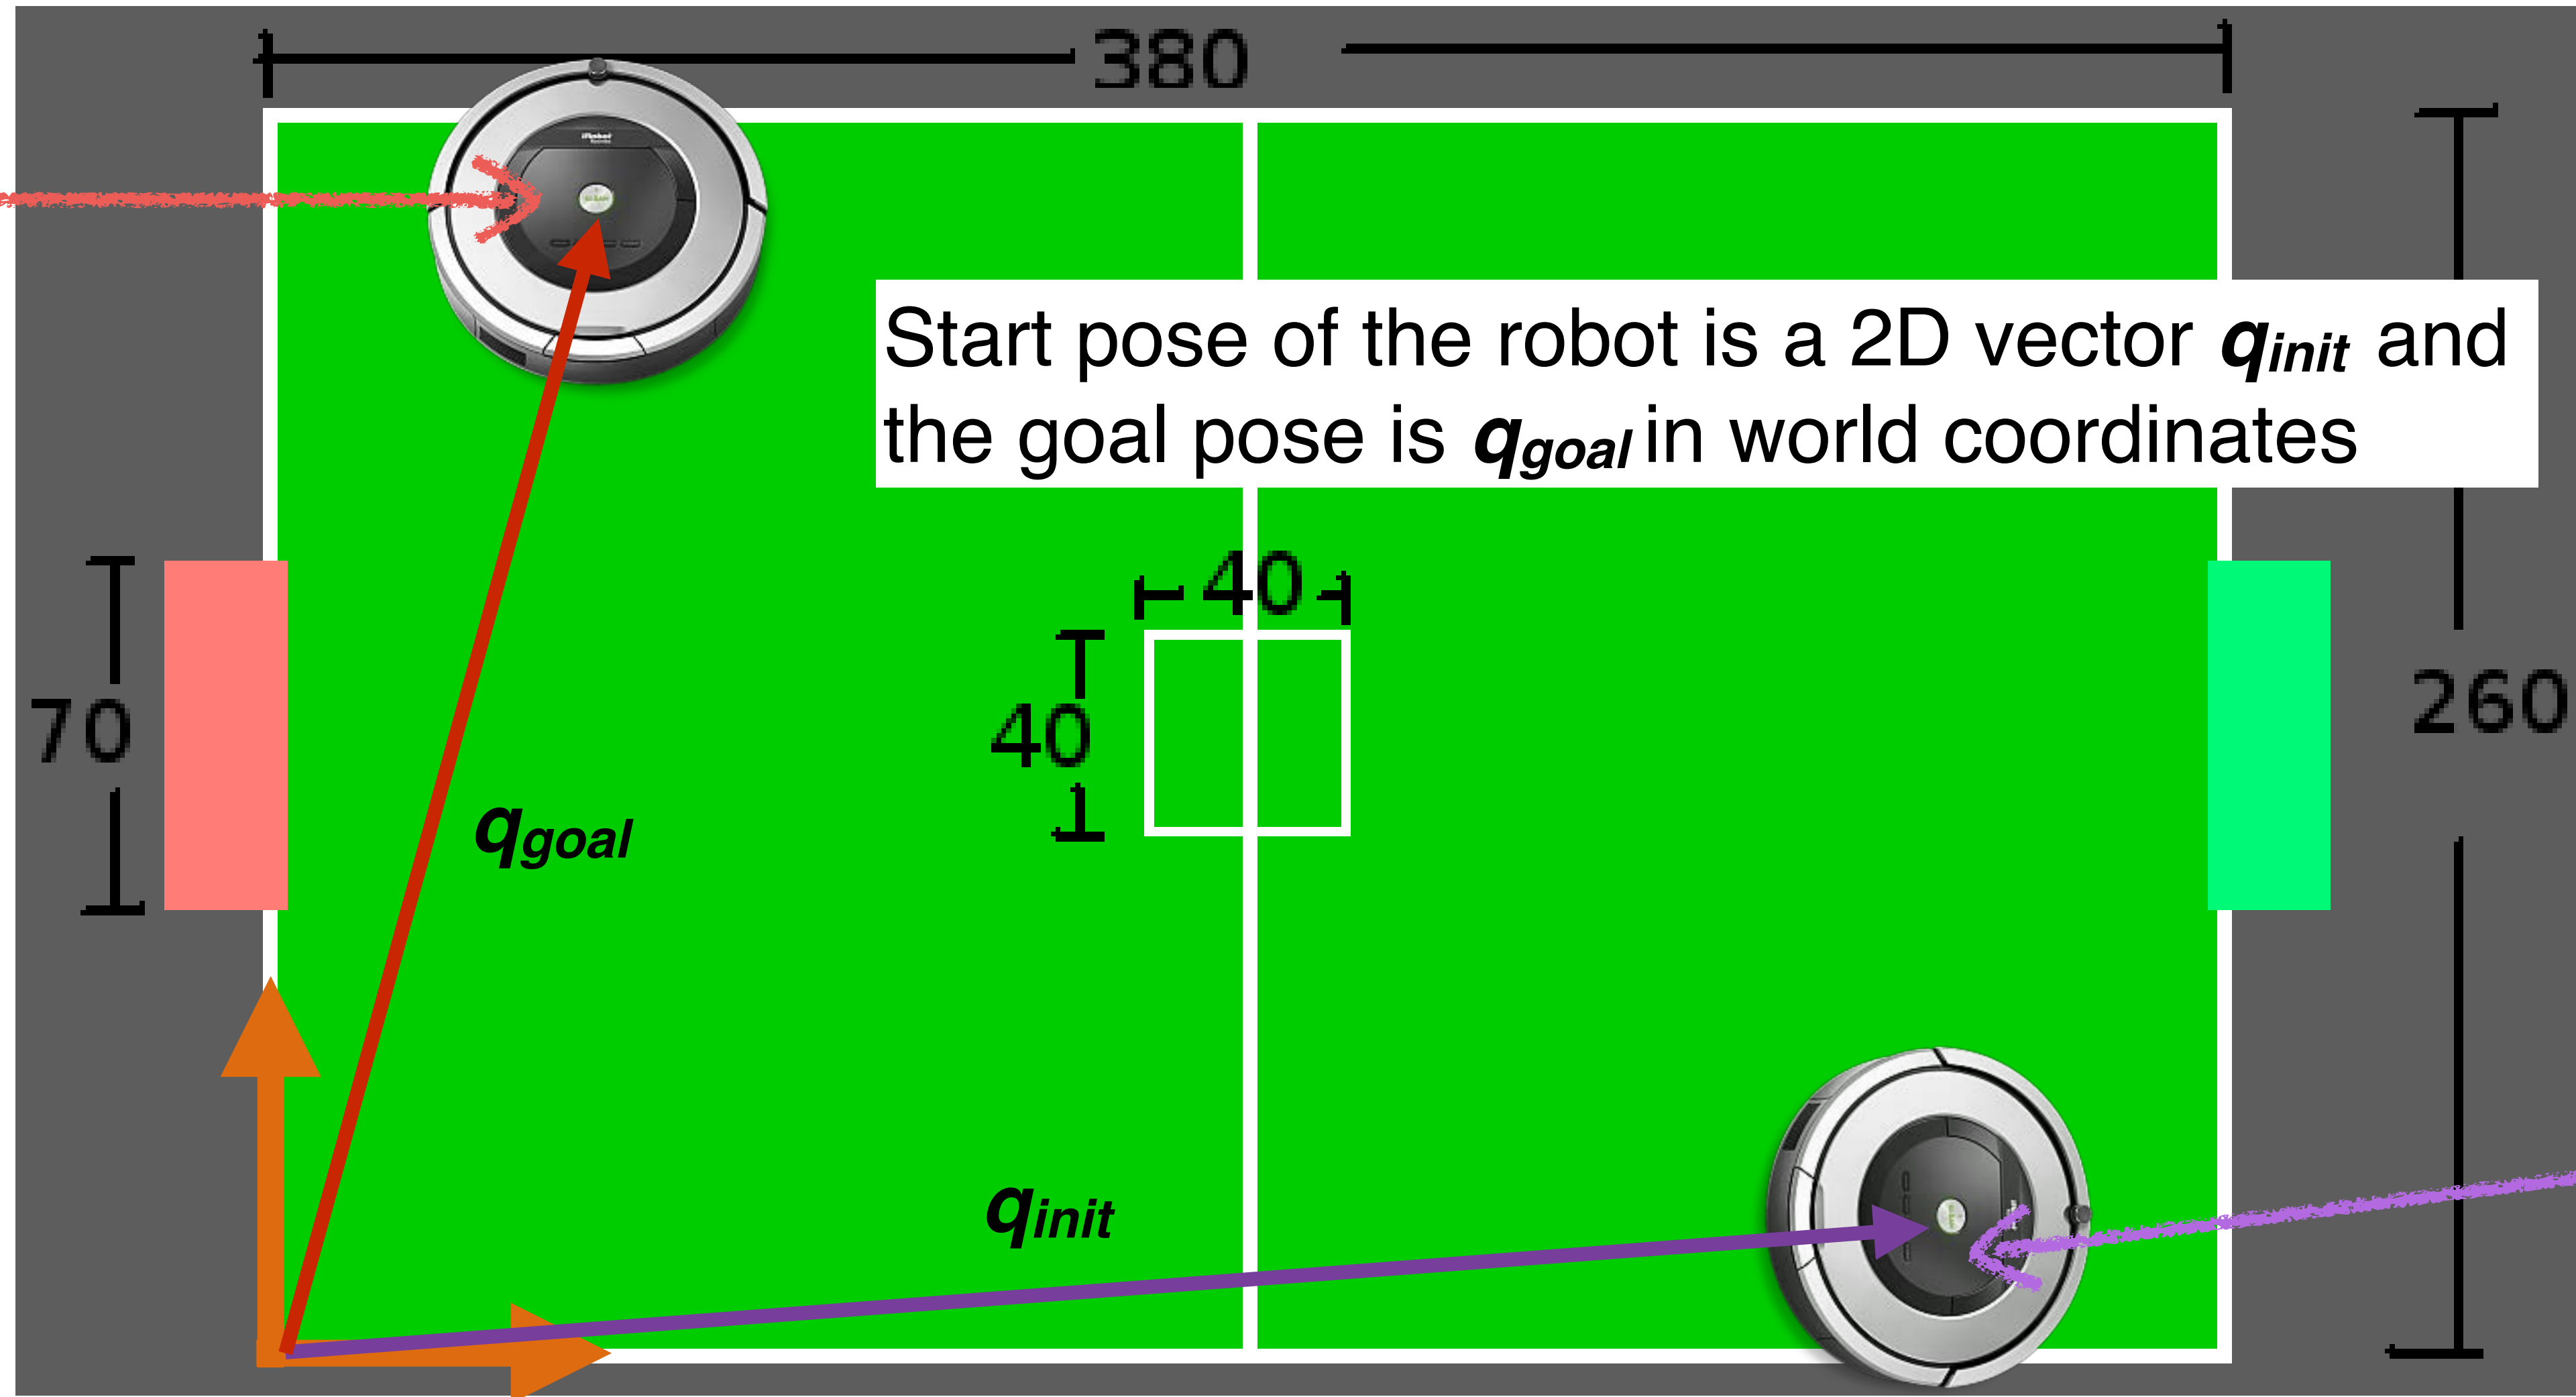 380
iRobot
Start pose of the robot is a 2D vector qinit and
the goal pose is qgoal in world coordinates
40
70
40
260
qgoal
qinit